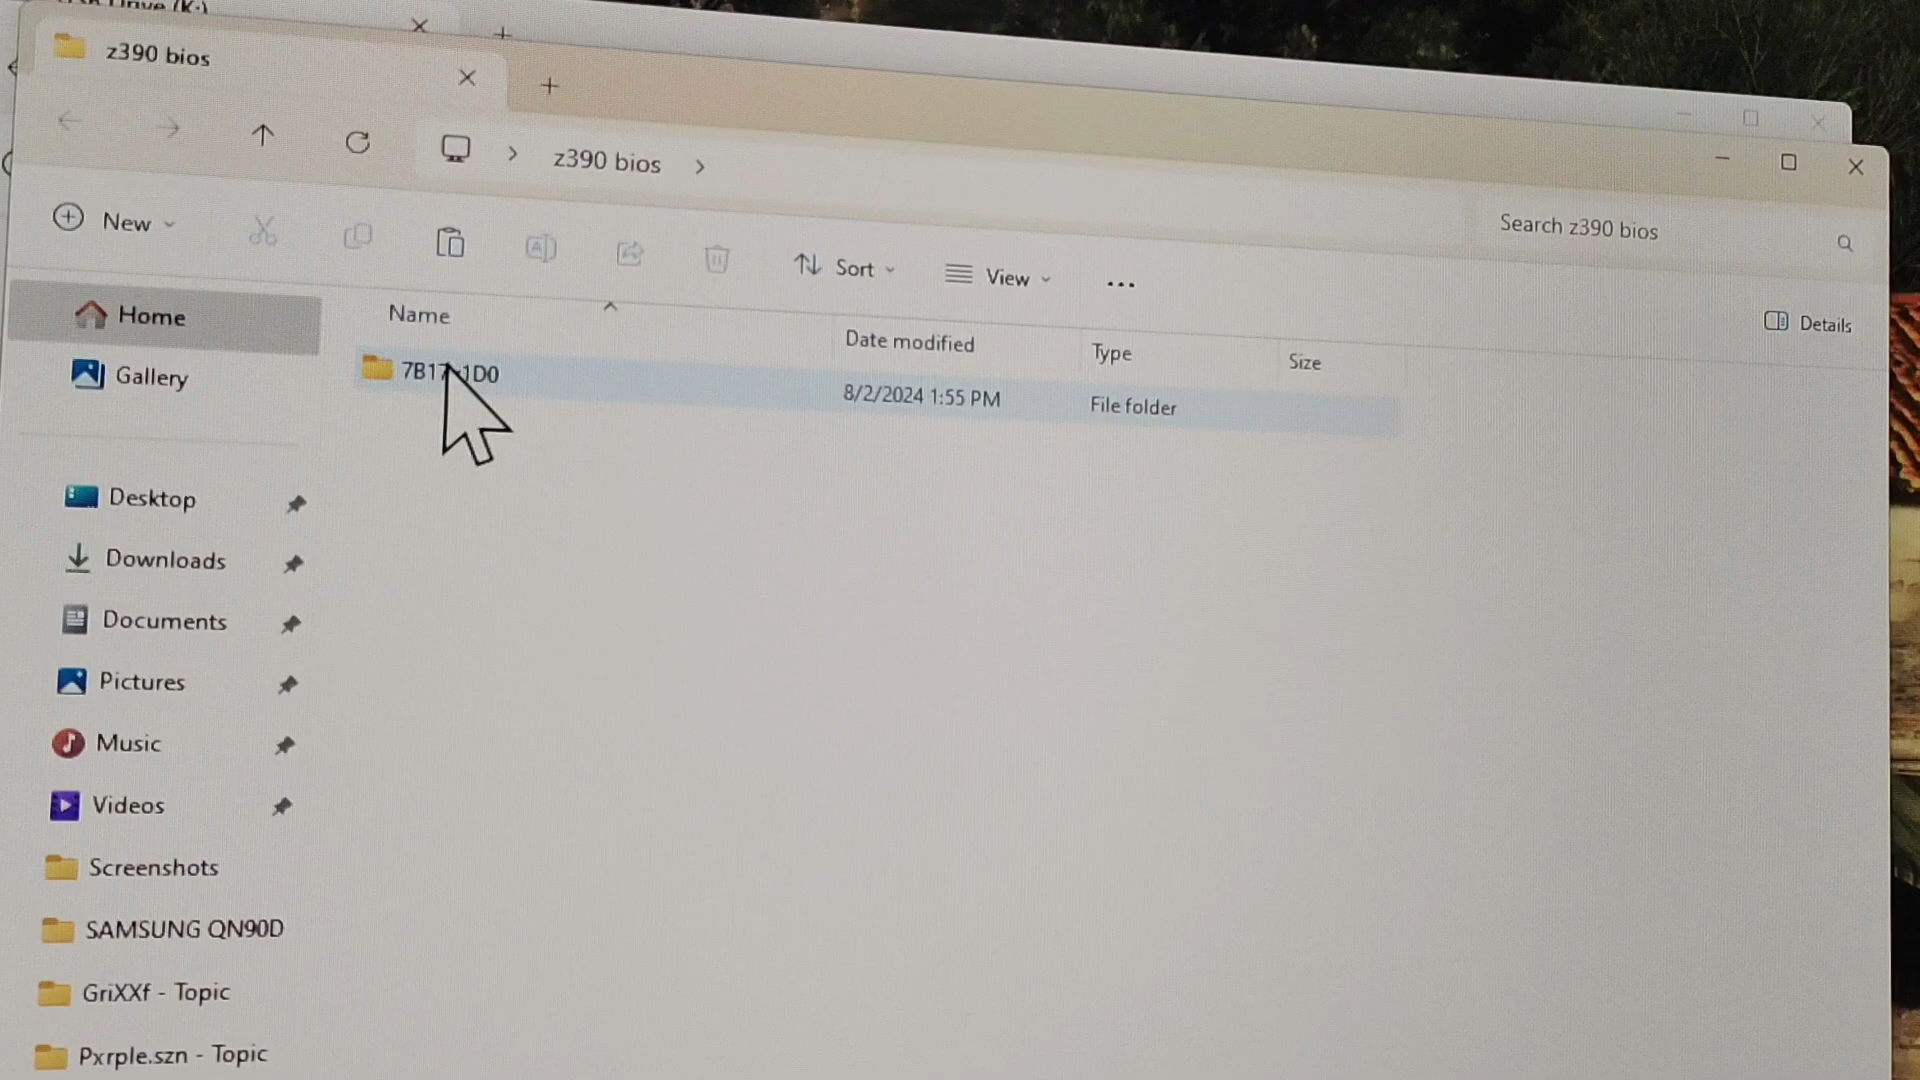 Drive (K:)
z390 bios
z390 bios
Search z390 bios
New
Sort
View
Details
Home
Gallery
Desktop
Downloads
Documents
Pictures
Music
Videos
Screenshots
SAMSUNG QN90D
GriXXf - Topic
Pxrple.szn - Topic
Name
Date modified
Type
Size
8/2/2024 1:55 PM
File folder